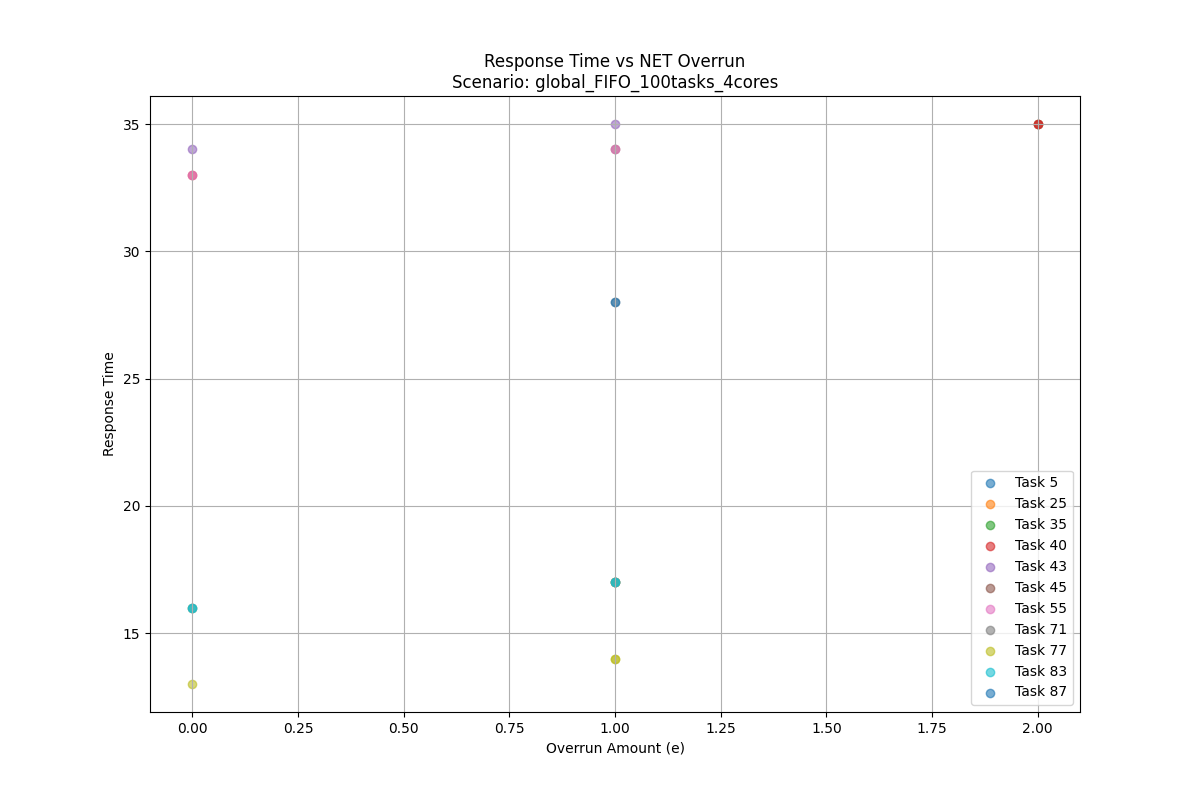 Response Time vs NET Overrun
Scenario: global_FIFO_100tasks_4cores
Response Time
35
30
25
20
15
0.00 0.25 0.50 0.75 1.00 1.25 1.50 1.75 2.00
Overrun Amount (e)
Task 5
Task 25
Task 35
Task 40
Task 43
Task 45
Task 55
Task 71
Task 77
Task 83
Task 87